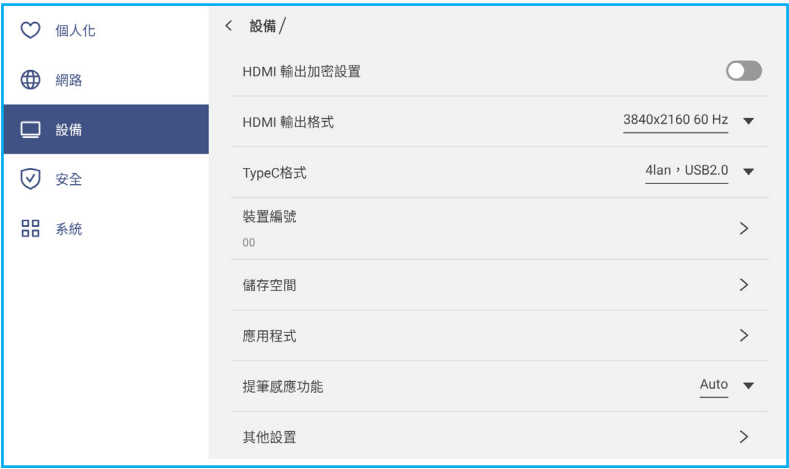 個人化
網路
設備
安全
系統
設備/
HDMI 輸出加密設置
HDMI 輸出格式
3840x2160 60 Hz
TypeC格式
4lan，USB2.0
裝置編號
00
儲存空間
應用程式
提筆感應功能
Auto
其他設置